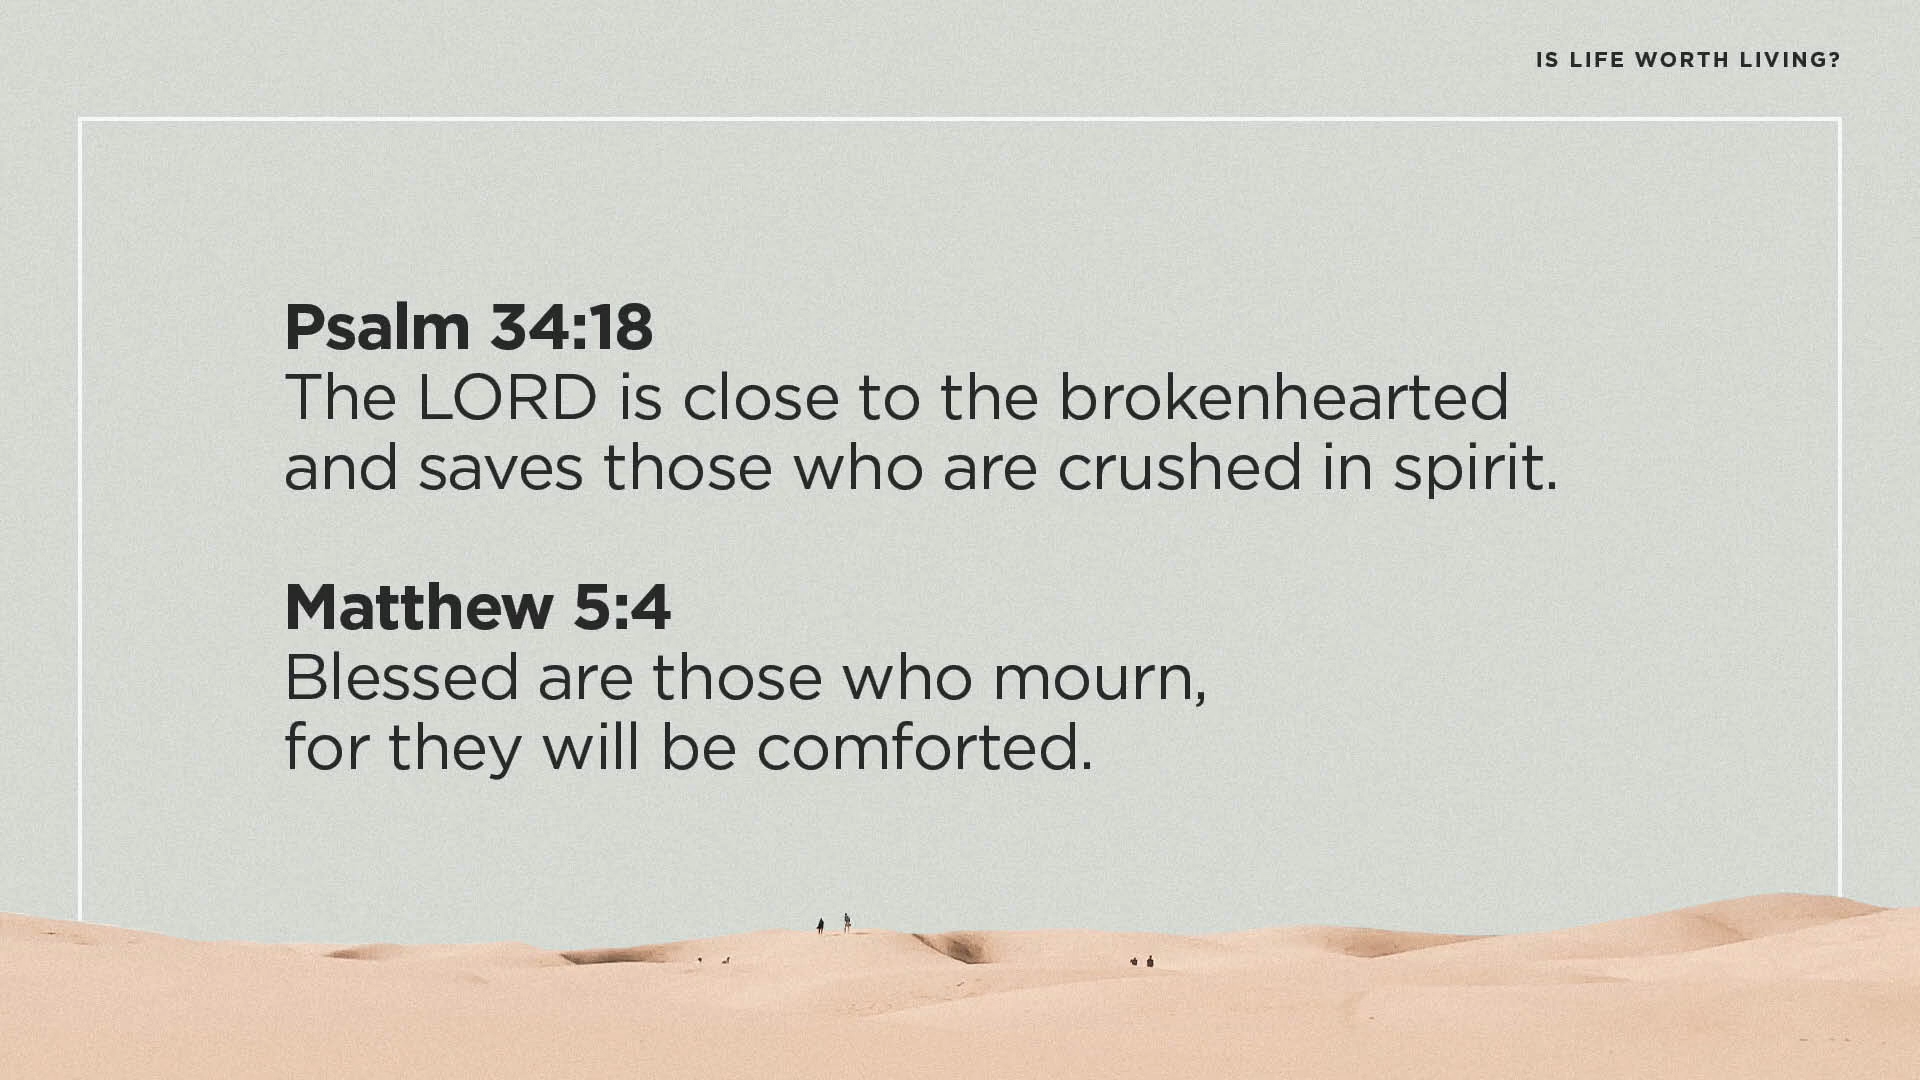 IS LIFE WORTH LIVING?
Psalm 34:18
The LORD is close to the brokenhearted
and saves those who are crushed in spirit.
Matthew 5:4
Blessed are those who mourn,
for they will be comforted.